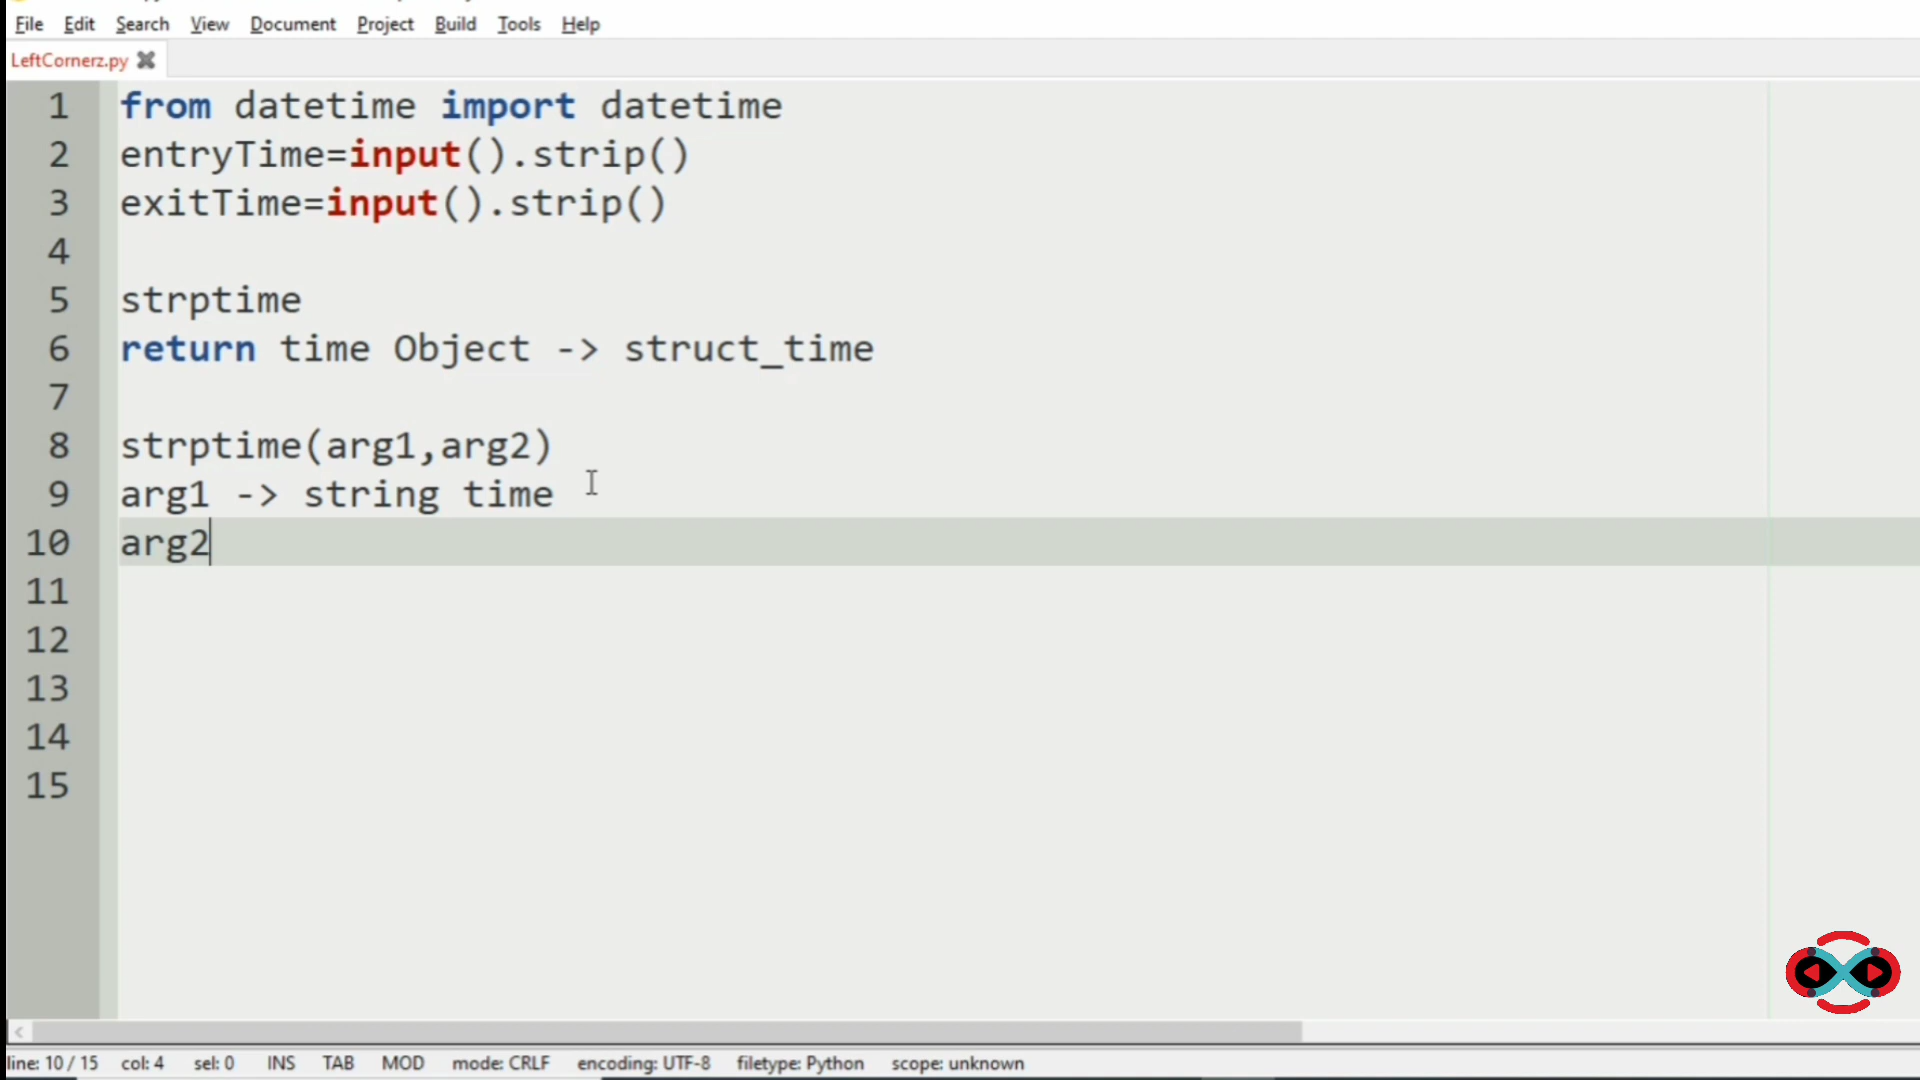 File Edit Search View Document Project Build Tools Help
LeftCornerz.py
1 from datetime import datetime
2 entryTime=input().strip()
3 exitTime=input().strip()
4
5 strptime
6 return time Object -> struct_time
7
8 strptime(arg1,arg2)
9 arg1 -> string time
10 arg2
11
12
13
14
15
line: 10 / 15 col: 4 sel: 0 INS TAB MOD mode: CRLF encoding: UTF-8 filetype: Python scope: unknown